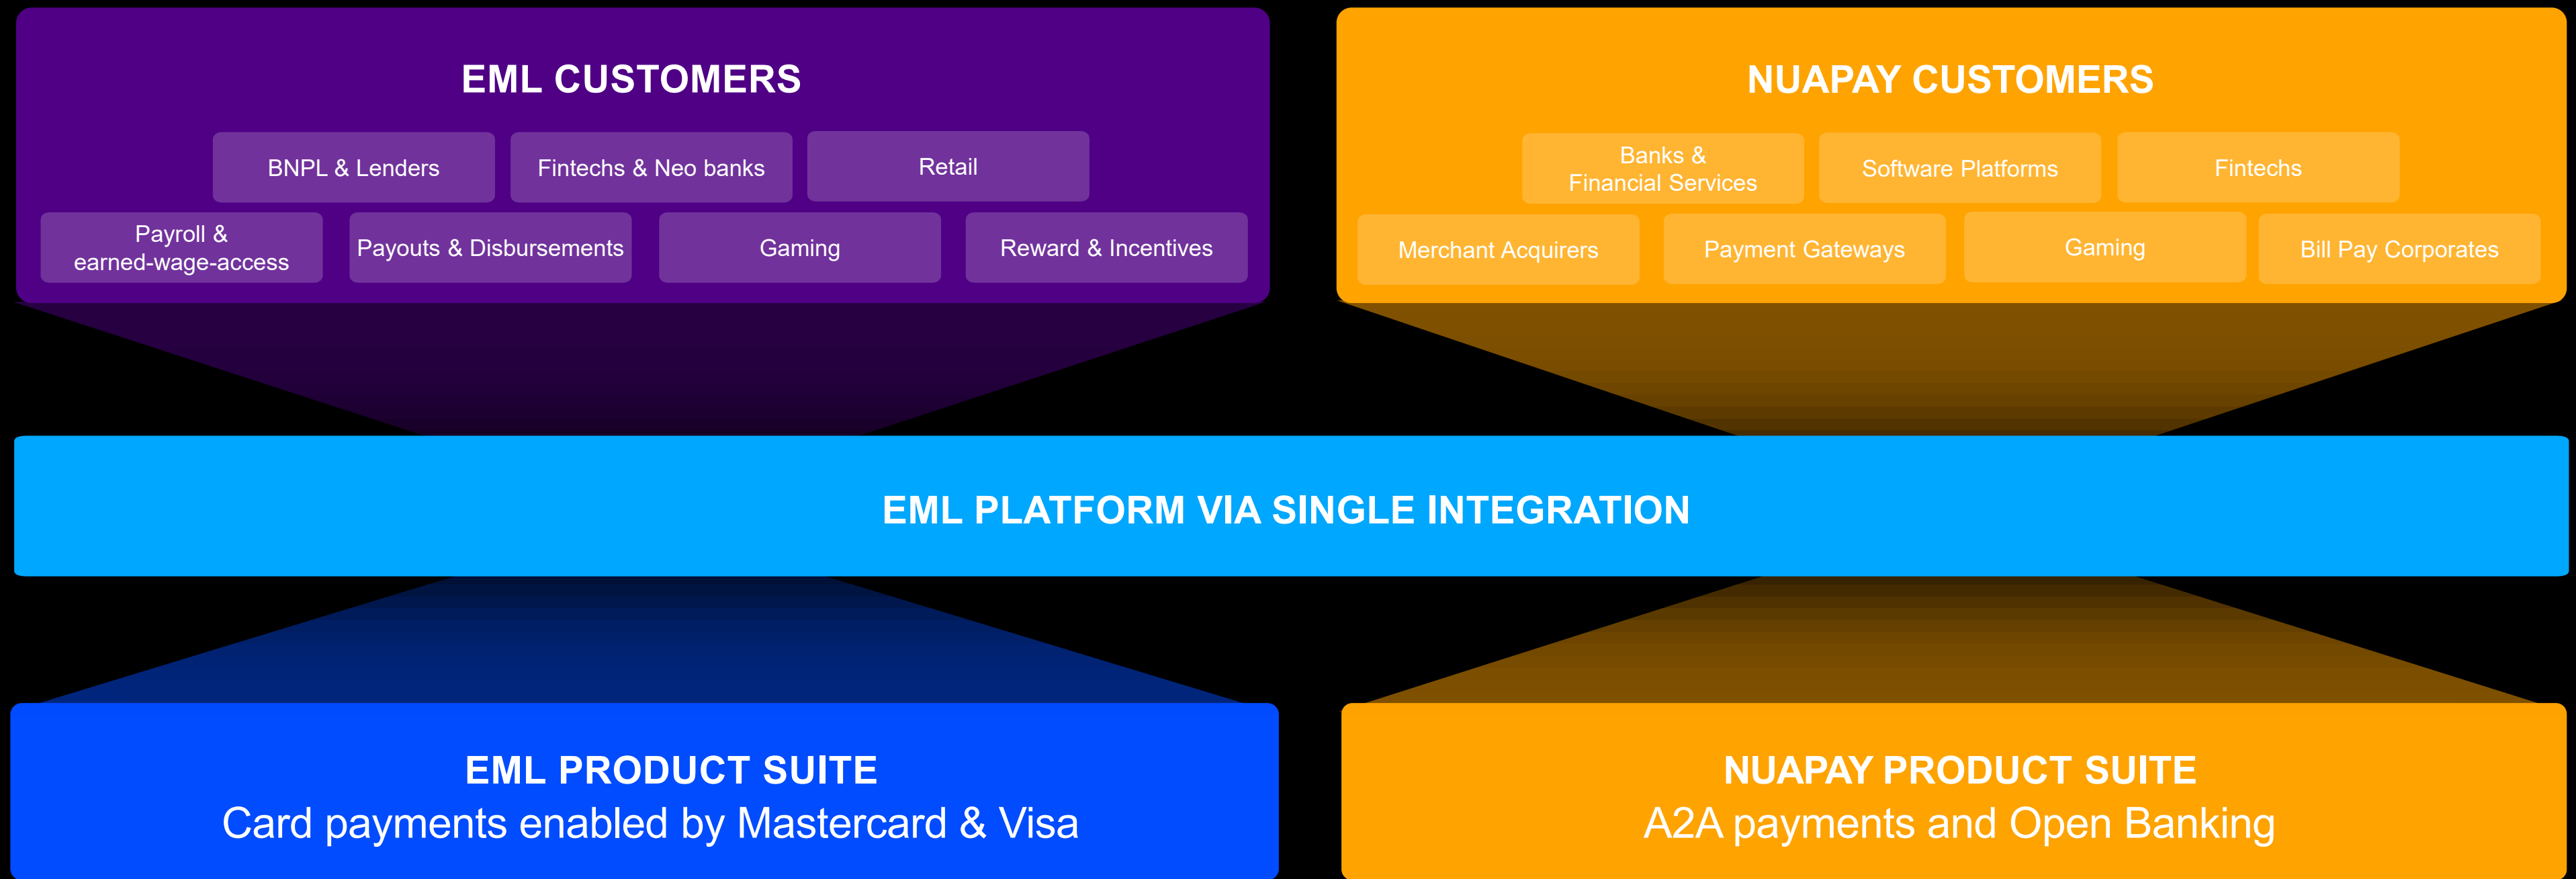 EML CUSTOMERS
BNPL & Lenders
Fintechs & Neo banks
Retail
Payroll &
earned-wage-access
Payouts & Disbursements
Gaming
Reward & Incentives
NUAPAY CUSTOMERS
Banks &
Financial Services
Software Platforms
Fintechs
Merchant Acquirers
Payment Gateways
Gaming
Bill Pay Corporates
EML PLATFORM VIA SINGLE INTEGRATION
EML PRODUCT SUITE
Card payments enabled by Mastercard & Visa
NUAPAY PRODUCT SUITE
A2A payments and Open Banking